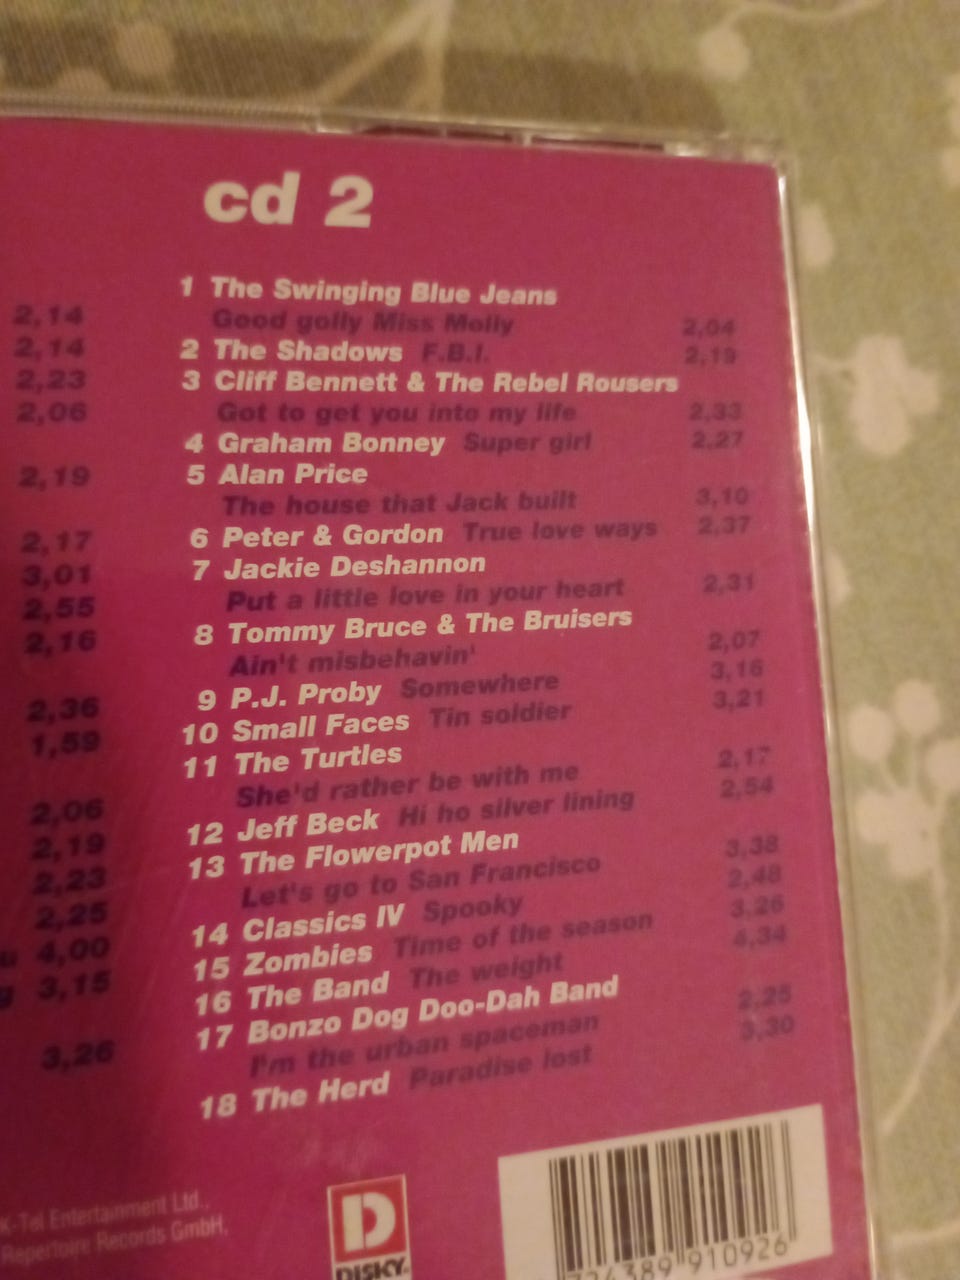 cd 2
2,14
1 The Swinging Blue Jeans
Good golly Miss Molly 2,04
2,14
2 The Shadows F.B.I. 2,19
2,23
3 Cliff Bennett & The Rebel Rousers
2,06
Got to get you into my life 2,33
4 Graham Bonney Super girl 2,27
2,19
5 Alan Price
The house that Jack built 3,10
2,17
6 Peter & Gordon True love ways 2,37
3,01
7 Jackie Deshannon
2,55
Put a little love in your heart 2,31
2,16
8 Tommy Bruce & The Bruisers
Ain't misbehavin' 2,07
2,36
9 P.J. Proby Somewhere 3,16
1,59
10 Small Faces Tin soldier 3,21
11 The Turtles
2,06
She'd rather be with me 2,17
2,19
12 Jeff Beck Hi ho silver lining 2,54
2,23
13 The Flowerpot Men
2,25
Let's go to San Francisco 3,38
u 4,00
14 Classics IV Spooky 2,48
g 3,15
15 Zombies Time of the season 3,26
16 The Band The weight 4,34
3,26
17 Bonzo Dog Doo-Dah Band
I'm the urban spaceman 2,25
18 The Herd Paradise lost 3,30
K-Tel Entertainment Ltd.,
Repertoire Records GmbH,
D
DISKY
724389 910926